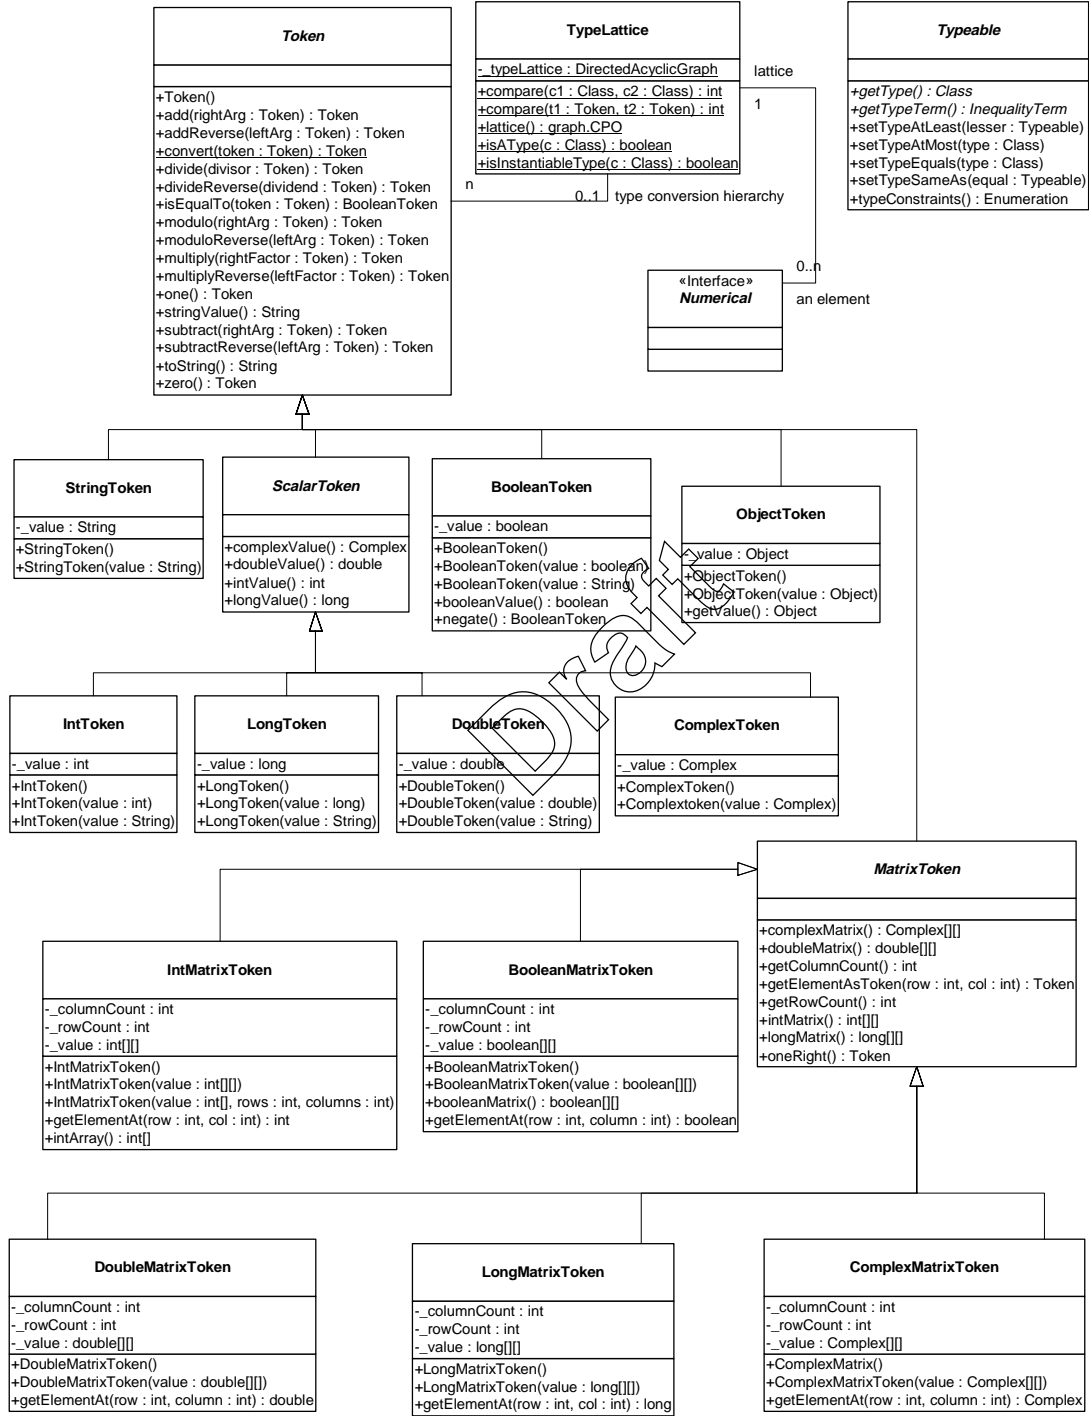 Token
+Token()
+add(rightArg : Token) : Token
+addReverse(leftArg : Token) : Token
+convert(token : Token) : Token
+divide(divisor : Token) : Token
+divideReverse(dividend : Token) : Token
+isEqualTo(token : Token) : BooleanToken
+modulo(rightArg : Token) : Token
+moduloReverse(leftArg : Token) : Token
+multiply(rightFactor : Token) : Token
+multiplyReverse(leftFactor : Token) : Token
+one() : Token
+stringValue() : String
+subtract(rightArg : Token) : Token
+subtractReverse(leftArg : Token) : Token
+toString() : String
+zero() : Token
TypeLattice
-_typeLattice : DirectedAcyclicGraph
+compare(c1 : Class, c2 : Class) : int
+compare(t1 : Token, t2 : Token) : int
+lattice() : graph.CPO
+isAType(c : Class) : boolean
+isInstantiableType(c : Class) : boolean
lattice
1
n
0..1
type conversion hierarchy
Typeable
+getType() : Class
+getTypeTerm() : InequalityTerm
+setTypeAtLeast(lesser : Typeable)
+setTypeAtMost(type : Class)
+setTypeEquals(type : Class)
+setTypeSameAs(equal : Typeable)
+typeConstraints() : Enumeration
0..n
an element
«Interface»
Numerical
StringToken
-_value : String
+StringToken()
+StringToken(value : String)
ScalarToken
+complexValue() : Complex
+doubleValue() : double
+intValue() : int
+longValue() : long
BooleanToken
-_value : boolean
+BooleanToken()
+BooleanToken(value : boolean)
+BooleanToken(value : String)
+booleanValue() : boolean
+negate() : BooleanToken
ObjectToken
-_value : Object
+ObjectToken()
+ObjectToken(value : Object)
+getValue() : Object
Draft
IntToken
-_value : int
+IntToken()
+IntToken(value : int)
+IntToken(value : String)
LongToken
-_value : long
+LongToken()
+LongToken(value : long)
+LongToken(value : String)
DoubleToken
-_value : double
+DoubleToken()
+DoubleToken(value : double)
+DoubleToken(value : String)
ComplexToken
-_value : Complex
+ComplexToken()
+Complextoken(value : Complex)
MatrixToken
+complexMatrix() : Complex[][]
+doubleMatrix() : double[][]
+getColumnCount() : int
+getElementAsToken(row : int, col : int) : Token
+getRowCount() : int
+intMatrix() : int[][]
+longMatrix() : long[][]
+oneRight() : Token
IntMatrixToken
-_columnCount : int
-_rowCount : int
-_value : int[][]
+IntMatrixToken()
+IntMatrixToken(value : int[][])
+IntMatrixToken(value : int[], rows : int, columns : int)
+getElementAt(row : int, col : int) : int
+intArray() : int[]
BooleanMatrixToken
-_columnCount : int
-_rowCount : int
-_value : boolean[][]
+BooleanMatrixToken()
+BooleanMatrixToken(value : boolean[][])
+booleanMatrix() : boolean[][]
+getElementAt(row : int, column : int) : boolean
DoubleMatrixToken
-_columnCount : int
-_rowCount : int
-_value : double[][]
+DoubleMatrixToken()
+DoubleMatrixToken(value : double[][])
+getElementAt(row : int, column : int) : double
LongMatrixToken
-_columnCount : int
-_rowCount : int
-_value : long[][]
+LongMatrixToken()
+LongMatrixToken(value : long[][])
+getElementAt(row : int, col : int) : long
ComplexMatrixToken
-_columnCount : int
-_rowCount : int
-_value : Complex[][]
+ComplexMatrix()
+ComplexMatrixToken(value : Complex[][])
+getElementAt(row : int, column : int) : Complex